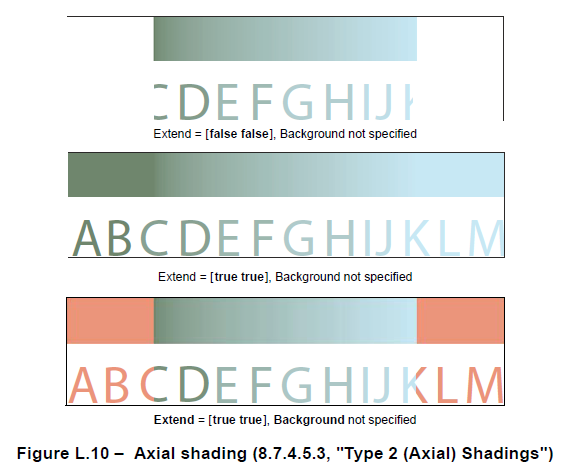 CDEFGHIJK
Extend = [false false], Background not specified
ABCDEFGHIJKLM
Extend = [true true], Background not specified
ABCDEFGHIJKLM
Extend = [true true], Background not specified
Figure L.10 – Axial shading (8.7.4.5.3, "Type 2 (Axial) Shadings")